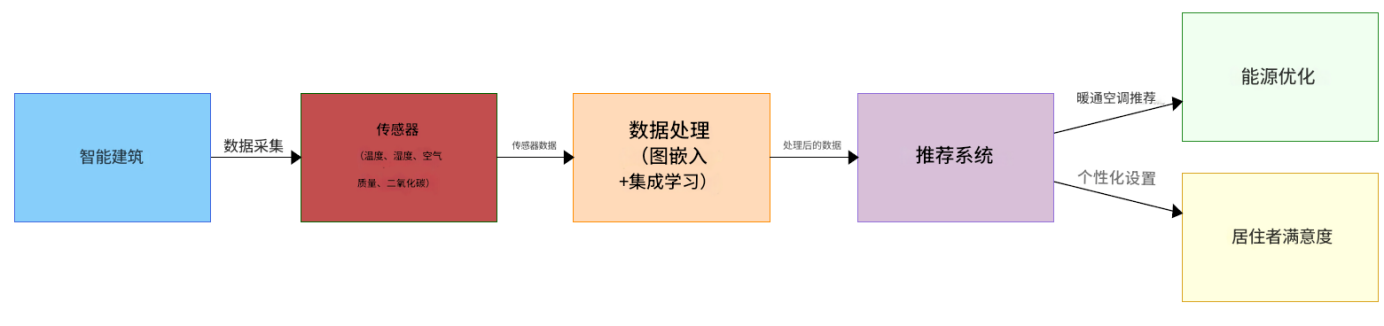 智能建筑
数据采集
传感器
（温度、湿度、空气
质量、二氧化碳）
传感器数据
数据处理
（图嵌入
+集成学习）
处理后的数据
推荐系统
暖通空调推荐
能源优化
个性化设置
居住者满意度